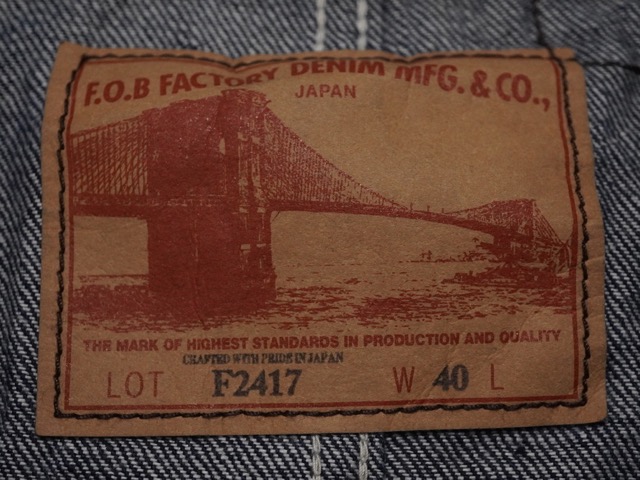 F.O.B FACTORY DENIM MFG. & CO.,
JAPAN
THE MARK OF HIGHEST STANDARDS IN PRODUCTION AND QUALITY
CRAFTED WITH PRIDE IN JAPAN
LOT F2417 W 40 L